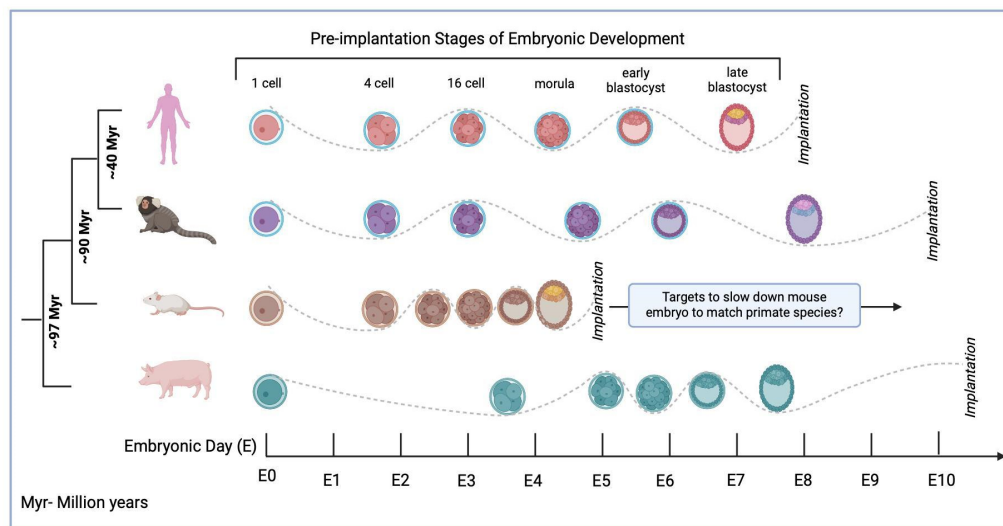 Pre-implantation Stages of Embryonic Development
1 cell
4 cell
16 cell
morula
early
blastocyst
late
blastocyst
~40 Myr
~90 Myr
~97 Myr
Implantation
Implantation
Implantation
Targets to slow down mouse
embryo to match primate species?
Implantation
Embryonic Day (E)
E0
E1
E2
E3
E4
E5
E6
E7
E8
E9
E10
Myr- Million years